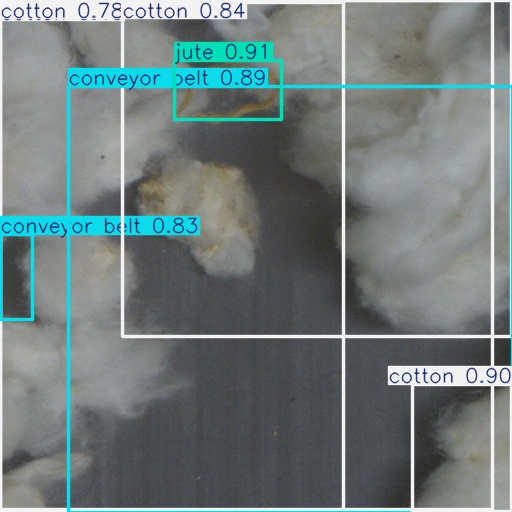 cotton 0.78
cotton 0.84
jute 0.91
conveyor belt 0.89
conveyor belt 0.83
cotton 0.90